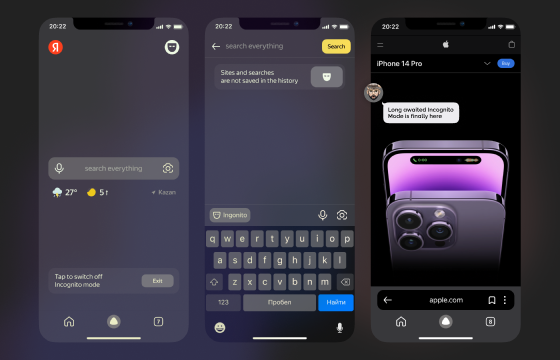 20:22
Я
search everything
27°
5↑
Kazan
Tap to switch off
Incognito mode
Exit
7
20:22
search everything
Search
Sites and searches
are not saved in the history
Ingonito
q w e r t y u i o p
a s d f g h j k l
z x c v b n m
123
Пробел
Найти
20:22
iPhone 14 Pro
Buy
Long awaited Incognito
Mode is finally here
apple.com
8